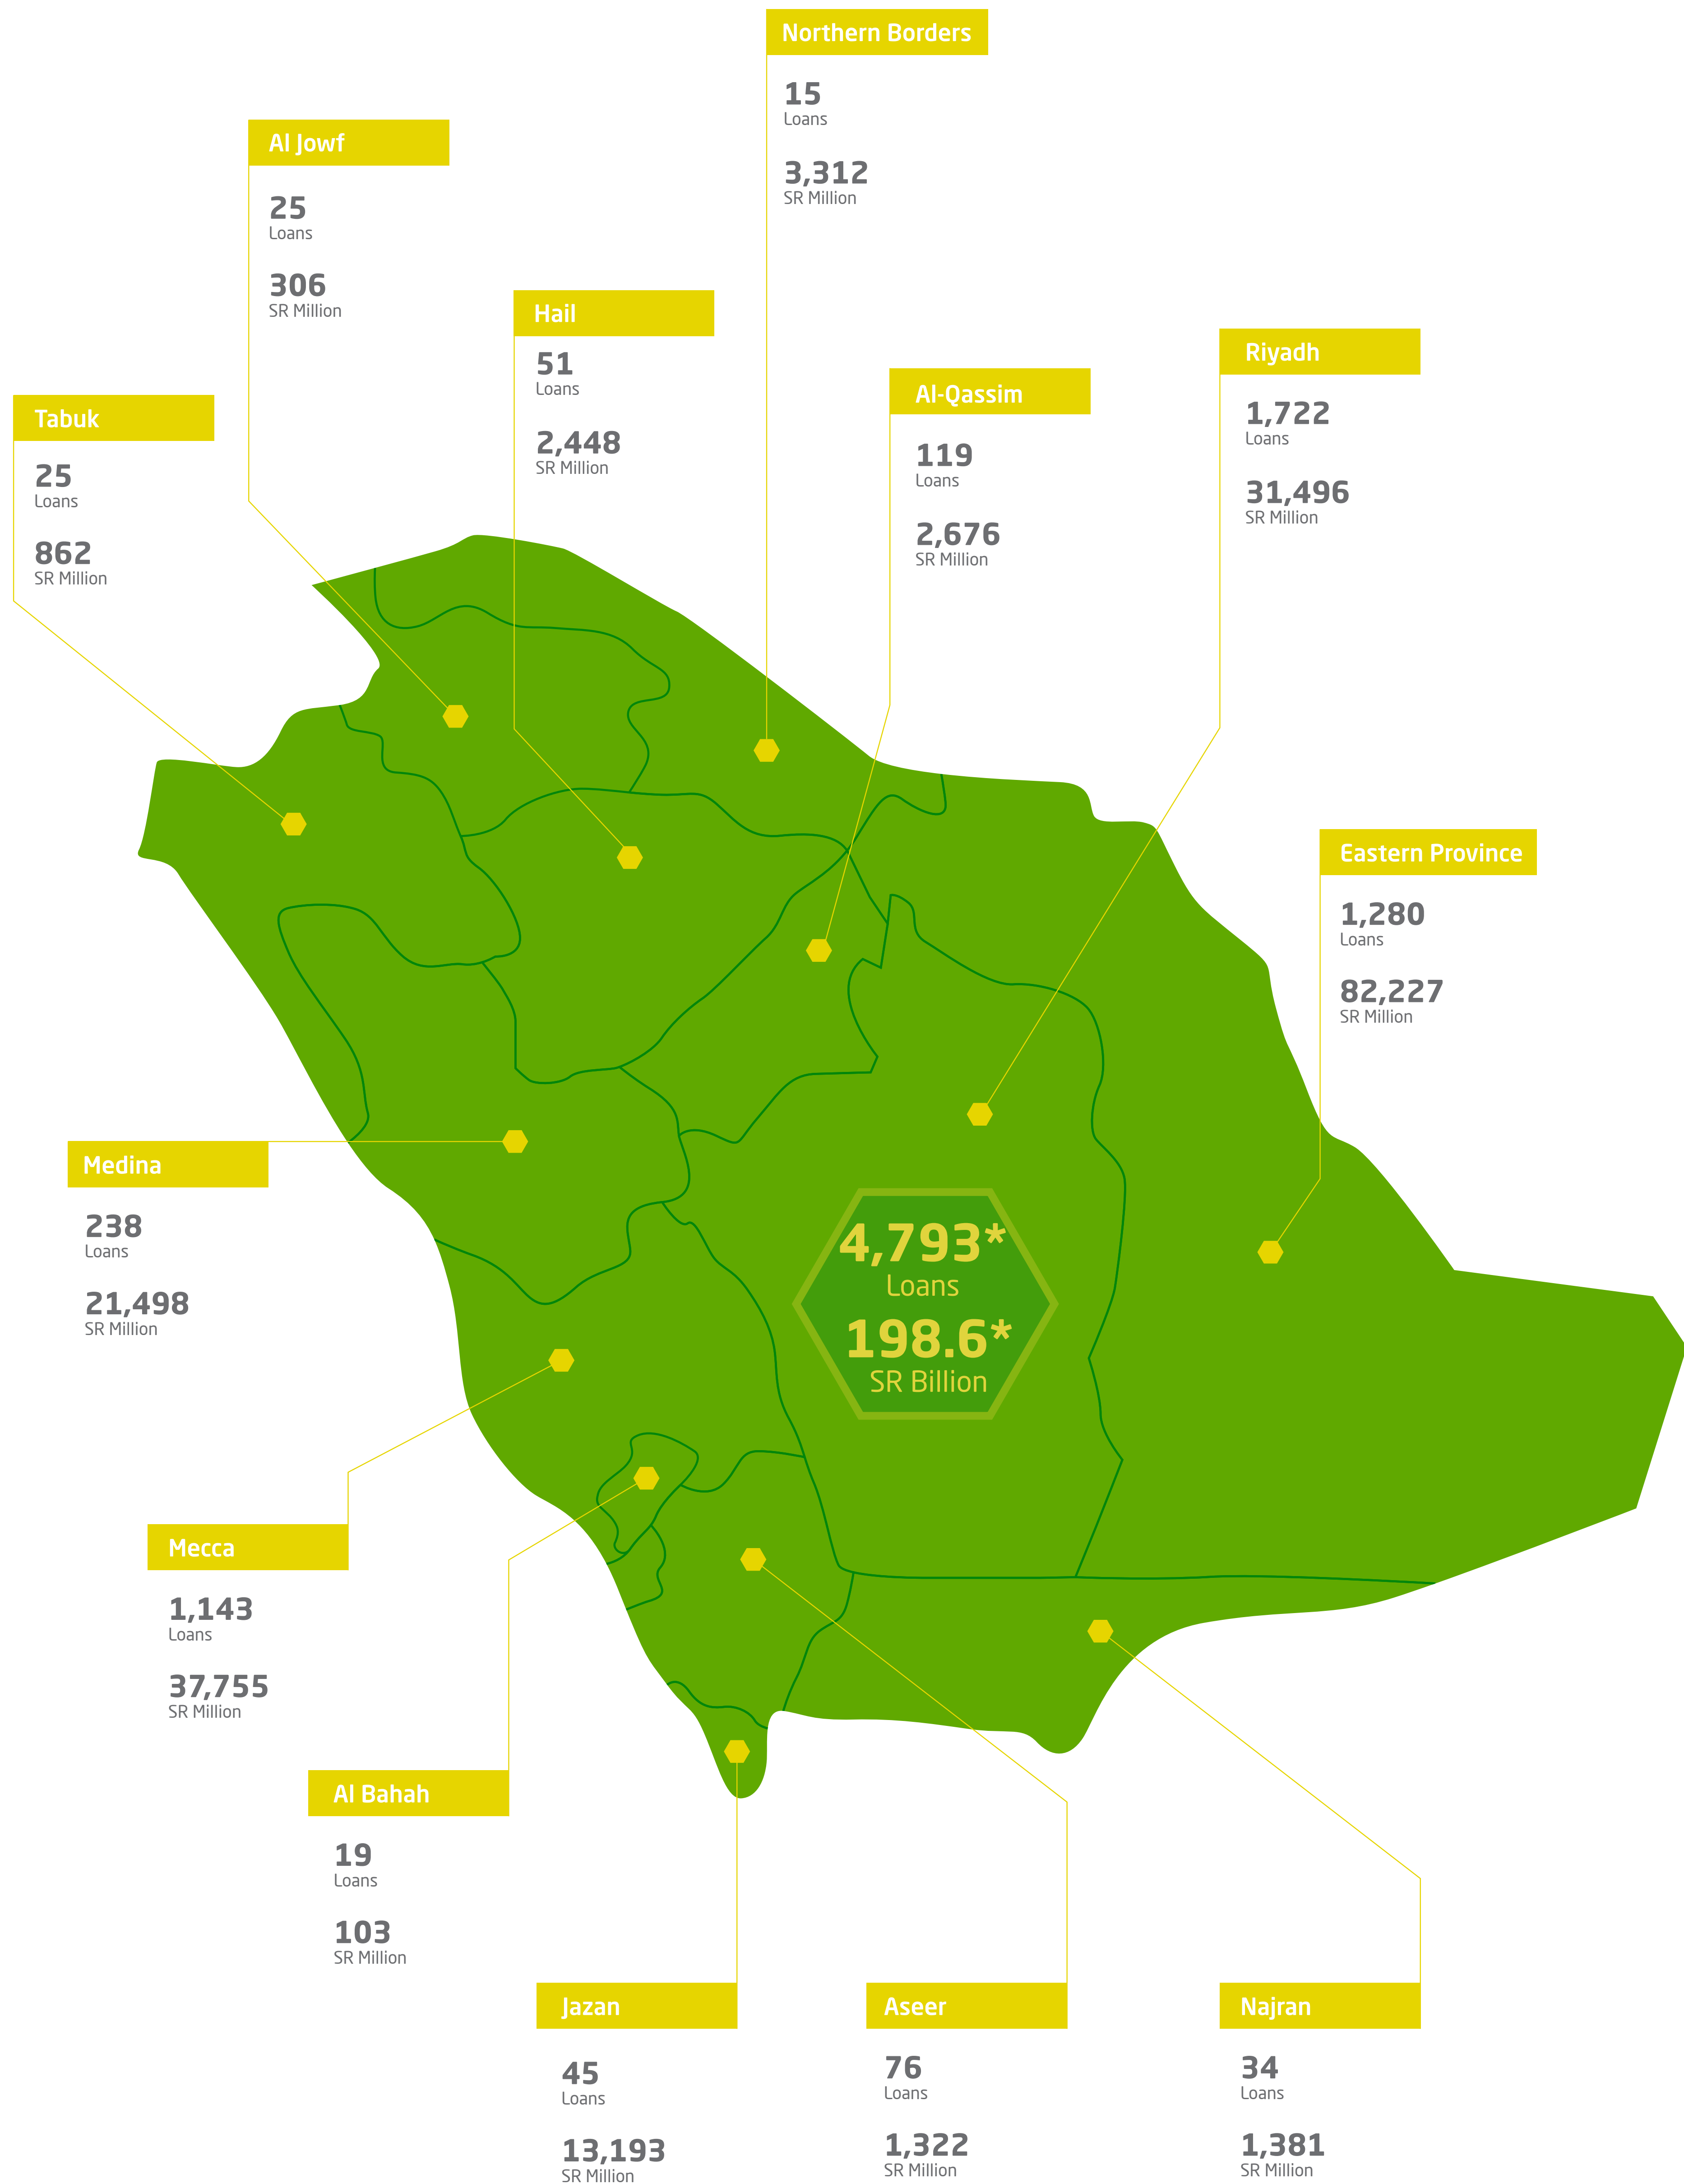 Northern Borders
15
Loans
3,312
SR Million
Al Jowf
25
Loans
306
SR Million
Hail
51
Loans
2,448
SR Million
Riyadh
1,722
Loans
31,496
SR Million
Al-Qassim
119
Loans
2,676
SR Million
Tabuk
25
Loans
862
SR Million
Eastern Province
1,280
Loans
82,227
SR Million
Medina
238
Loans
21,498
SR Million
4,793*
Loans
198.6*
SR Billion
Mecca
1,143
Loans
37,755
SR Million
Al Bahah
19
Loans
103
SR Million
Jazan
45
Loans
13,193
SR Million
Aseer
76
Loans
1,322
SR Million
Najran
34
Loans
1,381
SR Million